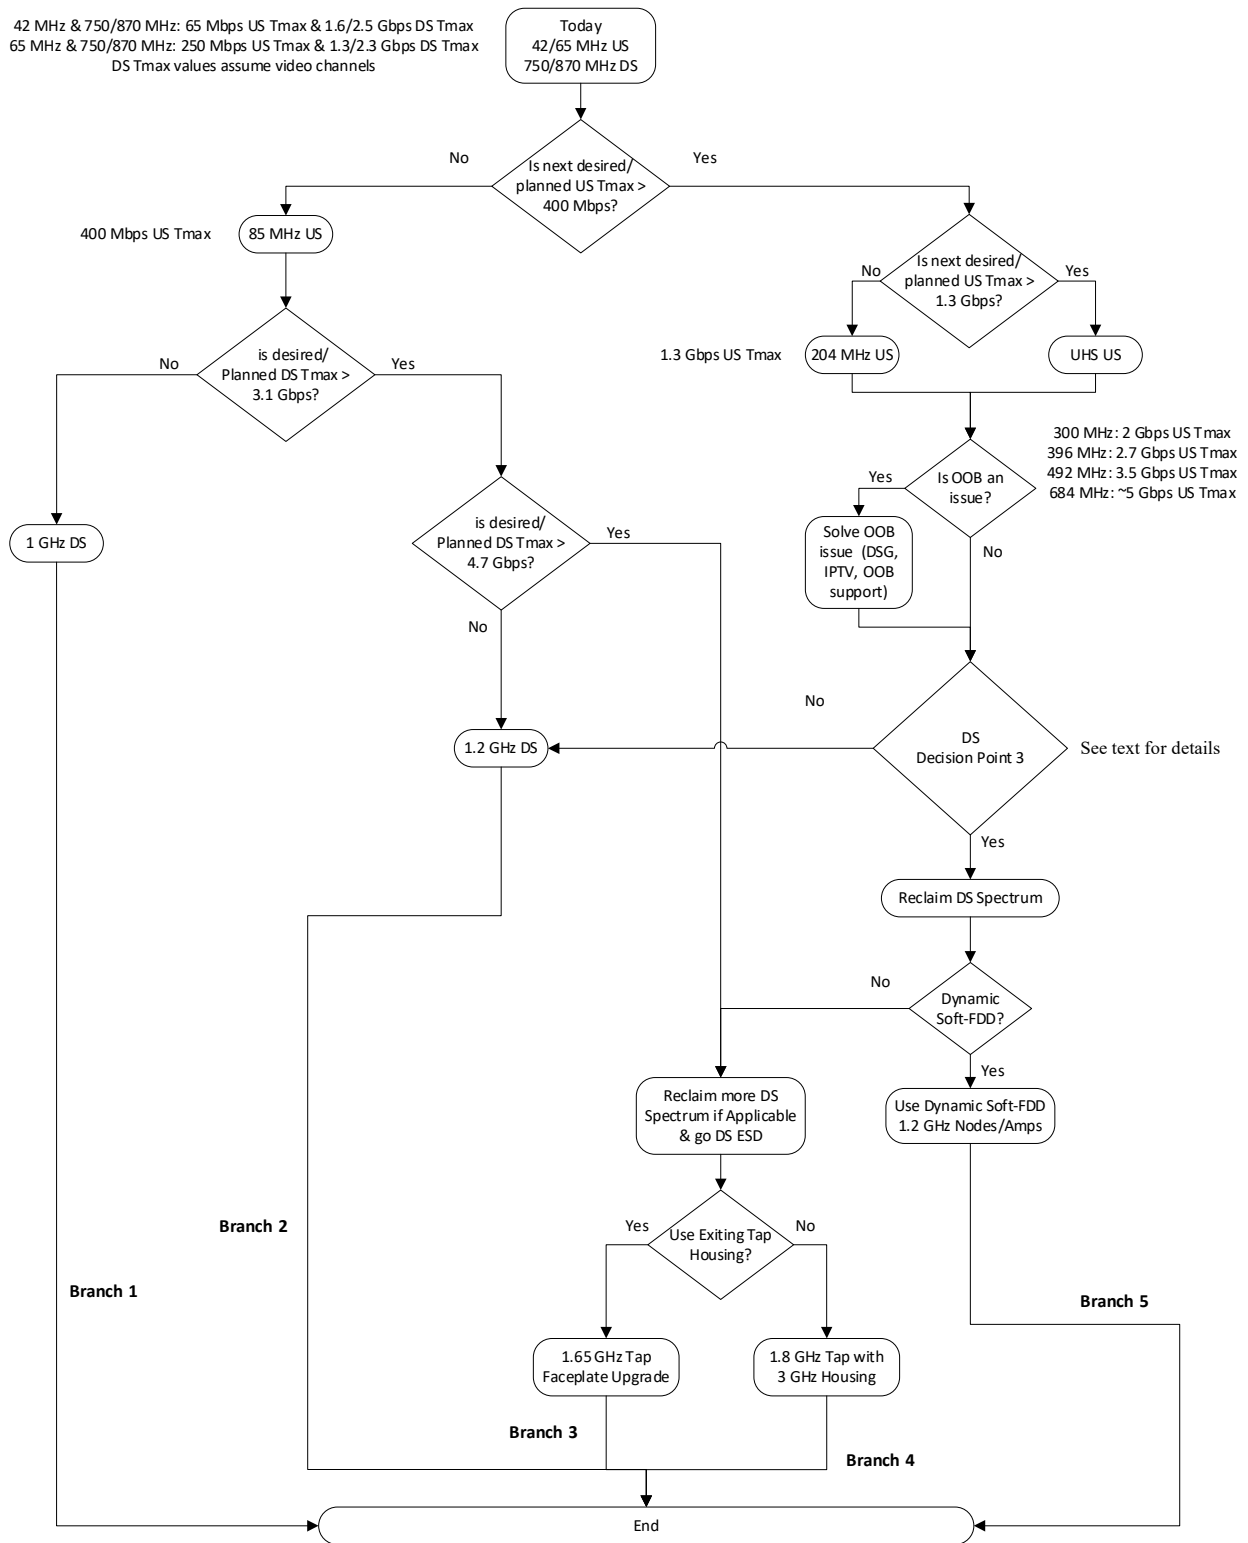 42 MHz & 750/870 MHz: 65 Mbps US Tmax & 1.6/2.5 Gbps DS Tmax
65 MHz & 750/870 MHz: 250 Mbps US Tmax & 1.3/2.3 Gbps DS Tmax
DS Tmax values assume video channels
Today
42/65 MHz US
750/870 MHz DS
No
Is next desired/
planned US Tmax >
400 Mbps?
Yes
400 Mbps US Tmax
85 MHz US
No
Is next desired/
planned US Tmax >
1.3 Gbps?
Yes
No
is desired/
Planned DS Tmax >
3.1 Gbps?
Yes
1.3 Gbps US Tmax
204 MHz US
UHS US
300 MHz: 2 Gbps US Tmax
396 MHz: 2.7 Gbps US Tmax
492 MHz: 3.5 Gbps US Tmax
684 MHz: ~5 Gbps US Tmax
Yes
Is OOB an
issue?
No
1 GHz DS
is desired/
Planned DS Tmax >
4.7 Gbps?
Yes
No
Solve OOB
issue (DSG,
IPTV, OOB
support)
No
1.2 GHz DS
DS
Decision Point 3
See text for details
Yes
Reclaim DS Spectrum
No
Dynamic
Soft-FDD?
Yes
Reclaim more DS
Spectrum if Applicable
& go DS ESD
Use Dynamic Soft-FDD
1.2 GHz Nodes/Amps
Branch 2
Yes
Use Exiting Tap
Housing?
No
Branch 1
Branch 5
1.65 GHz Tap
Faceplate Upgrade
1.8 GHz Tap with
3 GHz Housing
Branch 3
Branch 4
End